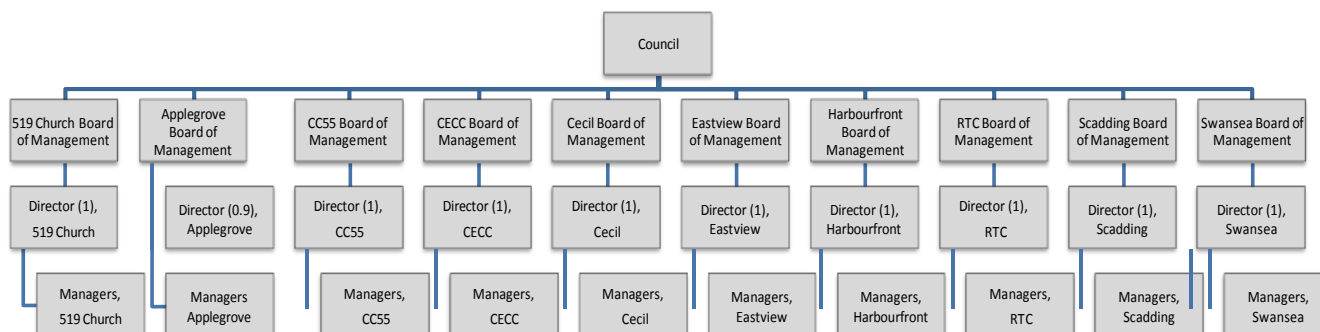 Council
519 Church Board
of Management
Applegrove
Board of
Management
CC55 Board of
Management
CECC Board of
Management
Cecil Board of
Management
Eastview Board
of Management
Harbourfront
Board of
Management
RTC Board of
Management
Scadding Board
of Management
Swansea Board of
Management
Director (1),
519 Church
Director (0.9),
Applegrove
Director (1),
CC55
Director (1),
CECC
Director (1),
Cecil
Director (1),
Eastview
Director (1),
Harbourfront
Director (1),
RTC
Director (1),
Scadding
Director (1),
Swansea
Managers,
519 Church
Managers
Applegrove
Managers,
CC55
Managers,
CECC
Managers,
Cecil
Managers,
Eastview
Managers,
Harbourfront
Managers,
RTC
Managers,
Scadding
Managers,
Swansea